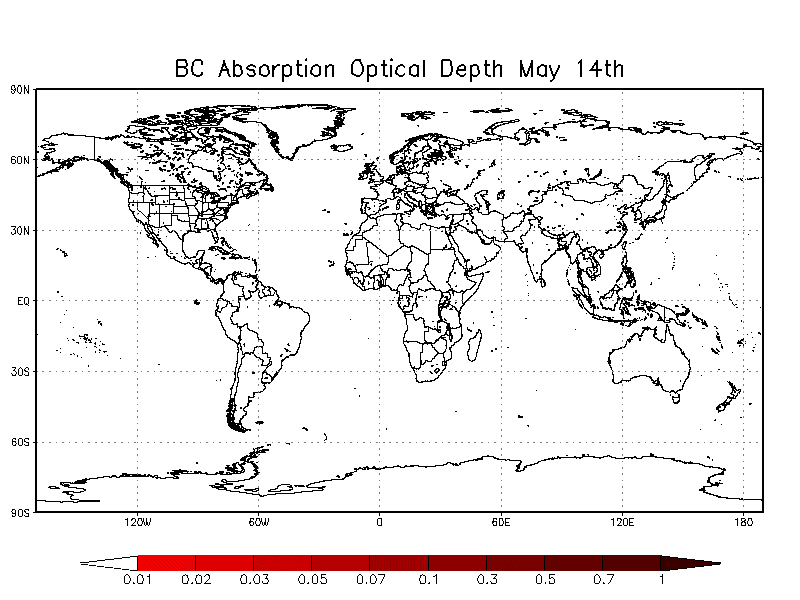 BC Absorption Optical Depth May 14th
90N
60N
30N
EQ
30S
60S
90S
120W 60W 0 60E 120E 180
0.01 0.02 0.03 0.05 0.07 0.1 0.3 0.5 0.7 1